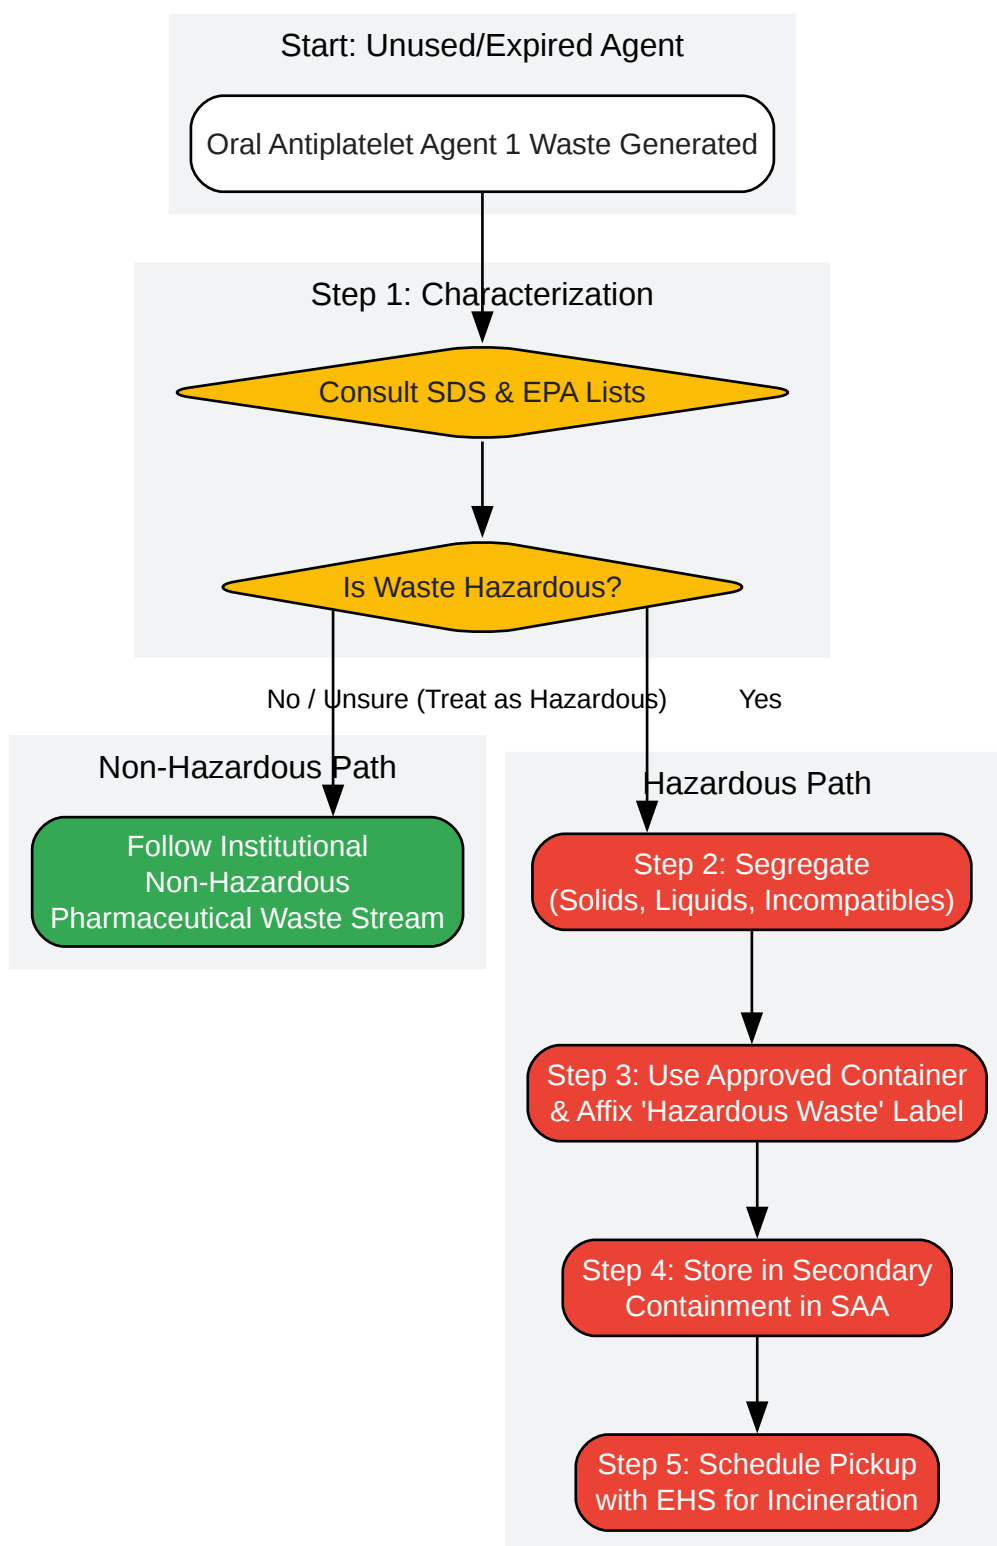 Start: Unused/Expired Agent
Oral Antiplatelet Agent 1 Waste Generated
Step 1: Characterization
Consult SDS & EPA Lists
Is Waste Hazardous?
No / Unsure (Treat as Hazardous)
Yes
Non-Hazardous Path
Follow Institutional
Non-Hazardous
Pharmaceutical Waste Stream
Hazardous Path
Step 2: Segregate
(Solids, Liquids, Incompatibles)
Step 3: Use Approved Container
& Affix 'Hazardous Waste' Label
Step 4: Store in Secondary
Containment in SAA
Step 5: Schedule Pickup
with EHS for Incineration